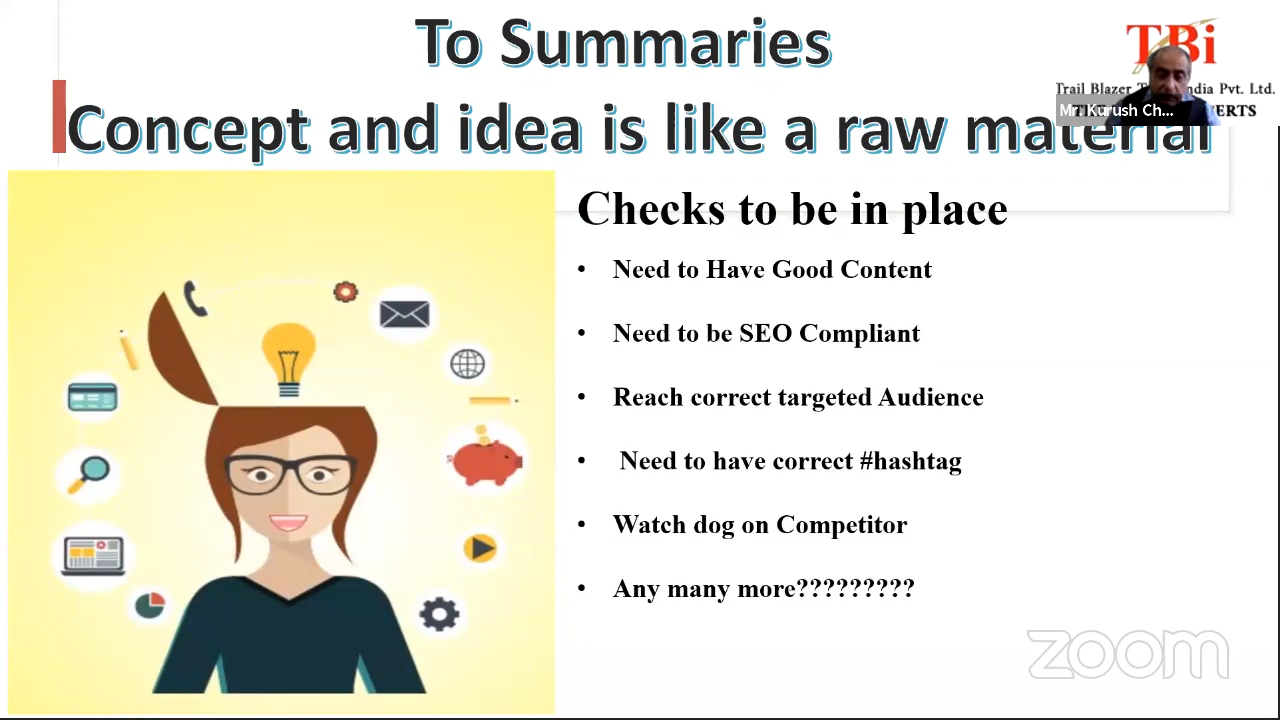 To Summaries
Concept and idea is like a raw material
TBi
Trail Blazer T ndia Pvt. Ltd.
ERTS
Mr. Kurush Ch...
Checks to be in place
• Need to Have Good Content
• Need to be SEO Compliant
• Reach correct targeted Audience
• Need to have correct #hashtag
• Watch dog on Competitor
• Any many more?????????
zoom